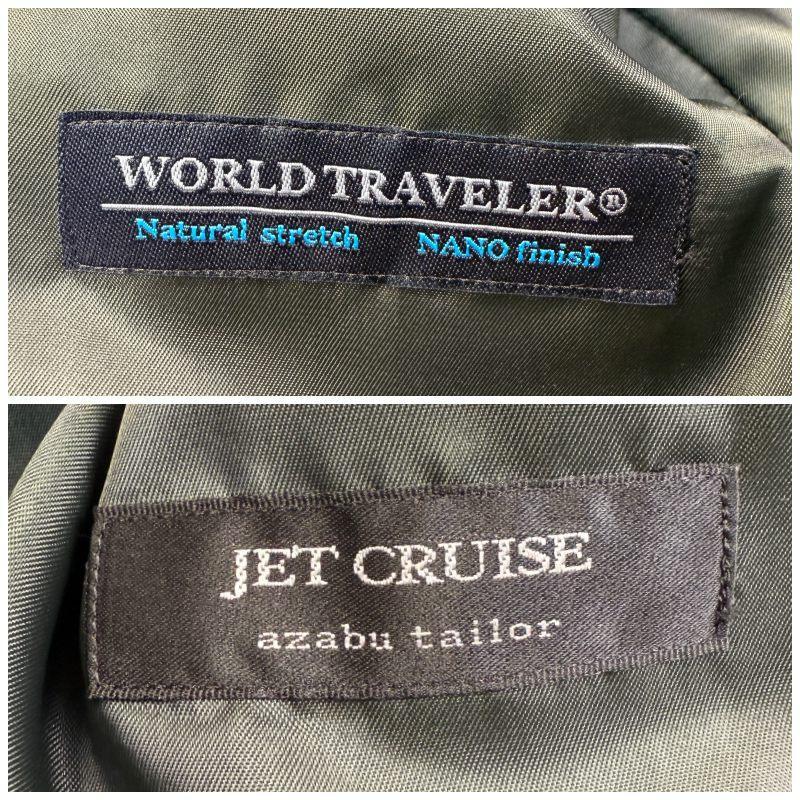 WORLD TRAVELER®
Natural stretch NANO finish
JET CRUISE
azabu tailor